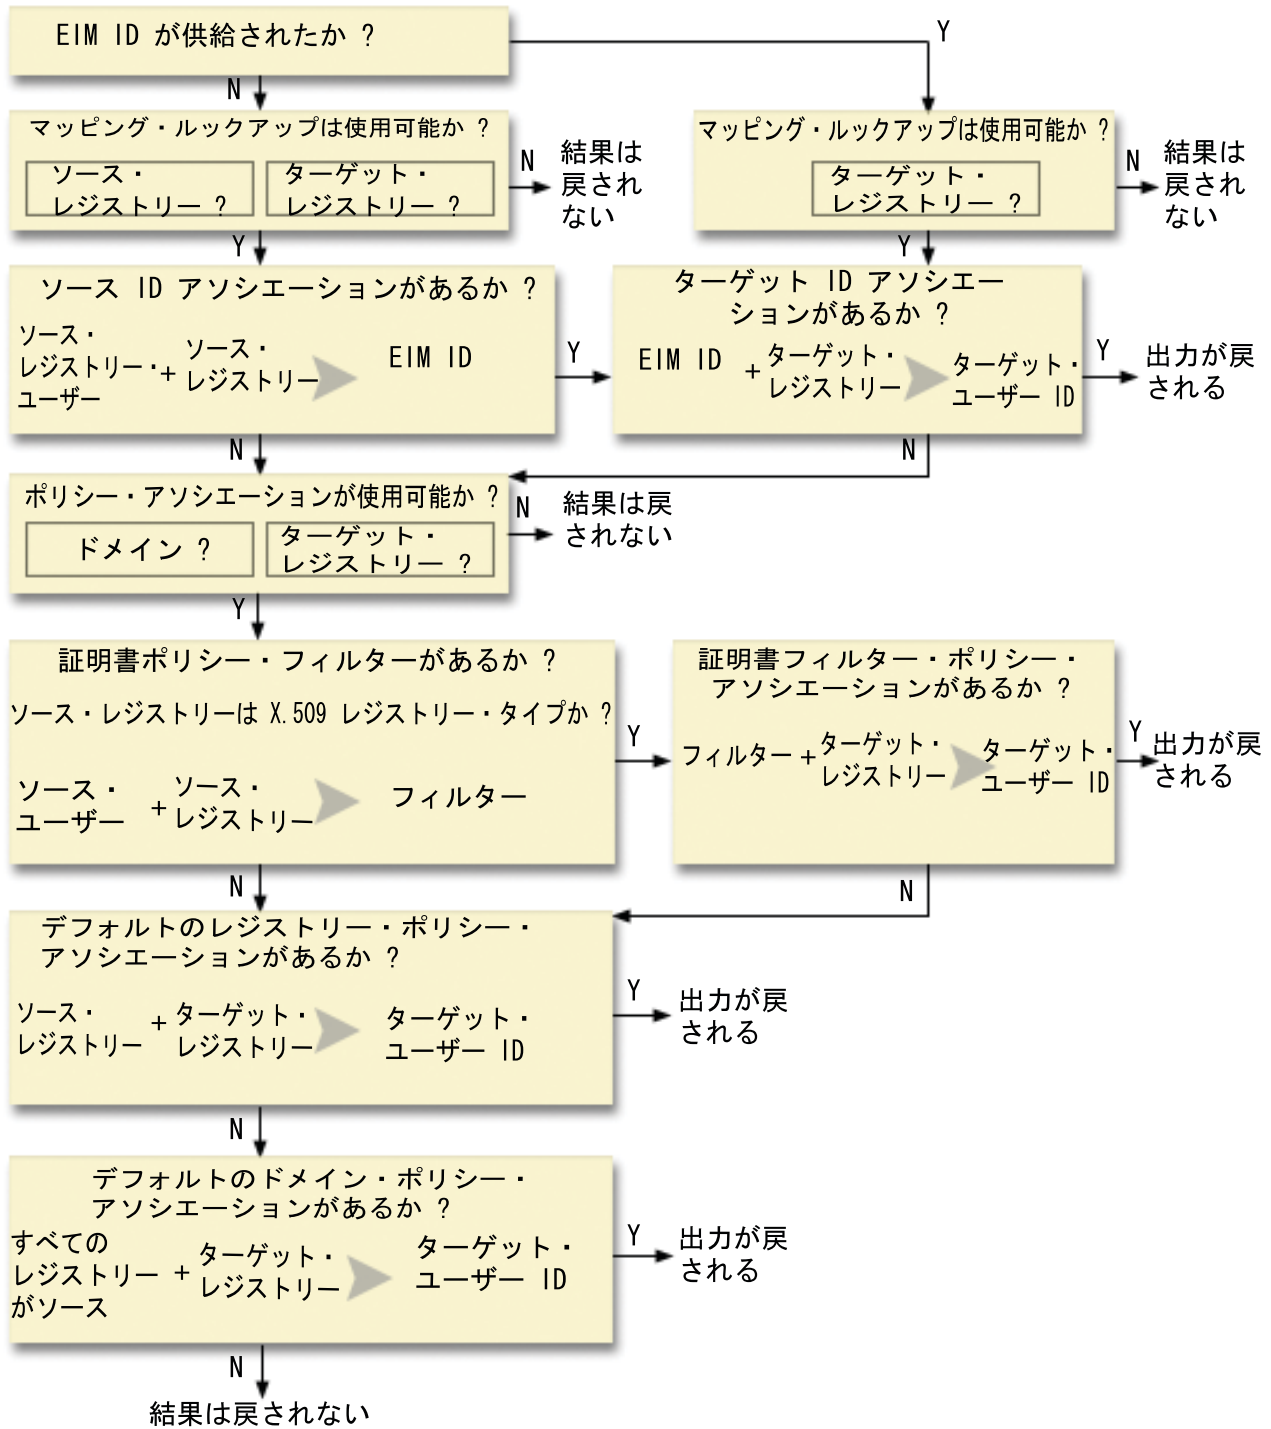 EIM ID が供給されたか ?
Y
N
マッピング・ルックアップは使用可能か ?
ソース・
レジストリー ?
ターゲット・
レジストリー ?
N
結果は
戻され
ない
マッピング・ルックアップは使用可能か ?
ターゲット・
レジストリー ?
N
結果は
戻され
ない
Y
Y
ソース ID アソシエーションがあるか ?
ソース・
レジストリー・
ユーザー
+
ソース・
レジストリー
EIM ID
Y
ターゲット ID アソシエー
ションがあるか ?
EIM ID
+
ターゲット・
レジストリー
ターゲット・
ユーザー ID
Y
出力が戻
される
N
N
ポリシー・アソシエーションが使用可能か ?
ドメイン ?
ターゲット・
レジストリー ?
N
結果は戻
されない
Y
証明書ポリシー・フィルターがあるか ?
ソース・レジストリーは X.509 レジストリー・タイプか ?
ソース・
ユーザー
+
ソース・
レジストリー
フィルター
Y
証明書フィルター・ポリシー・
アソシエーションがあるか ?
フィルター
+
ターゲット・
レジストリー
ターゲット・
ユーザー ID
Y
出力が戻
される
N
N
デフォルトのレジストリー・ポリシー・
アソシエーションがあるか ?
ソース・
レジストリー
+
ターゲット・
レジストリー
ターゲット・
ユーザー ID
Y
出力が戻
される
N
デフォルトのドメイン・ポリシー・
アソシエーションがあるか ?
すべての
レジストリー
がソース
+
ターゲット・
レジストリー
ターゲット・
ユーザー ID
Y
出力が戻
される
N
結果は戻されない